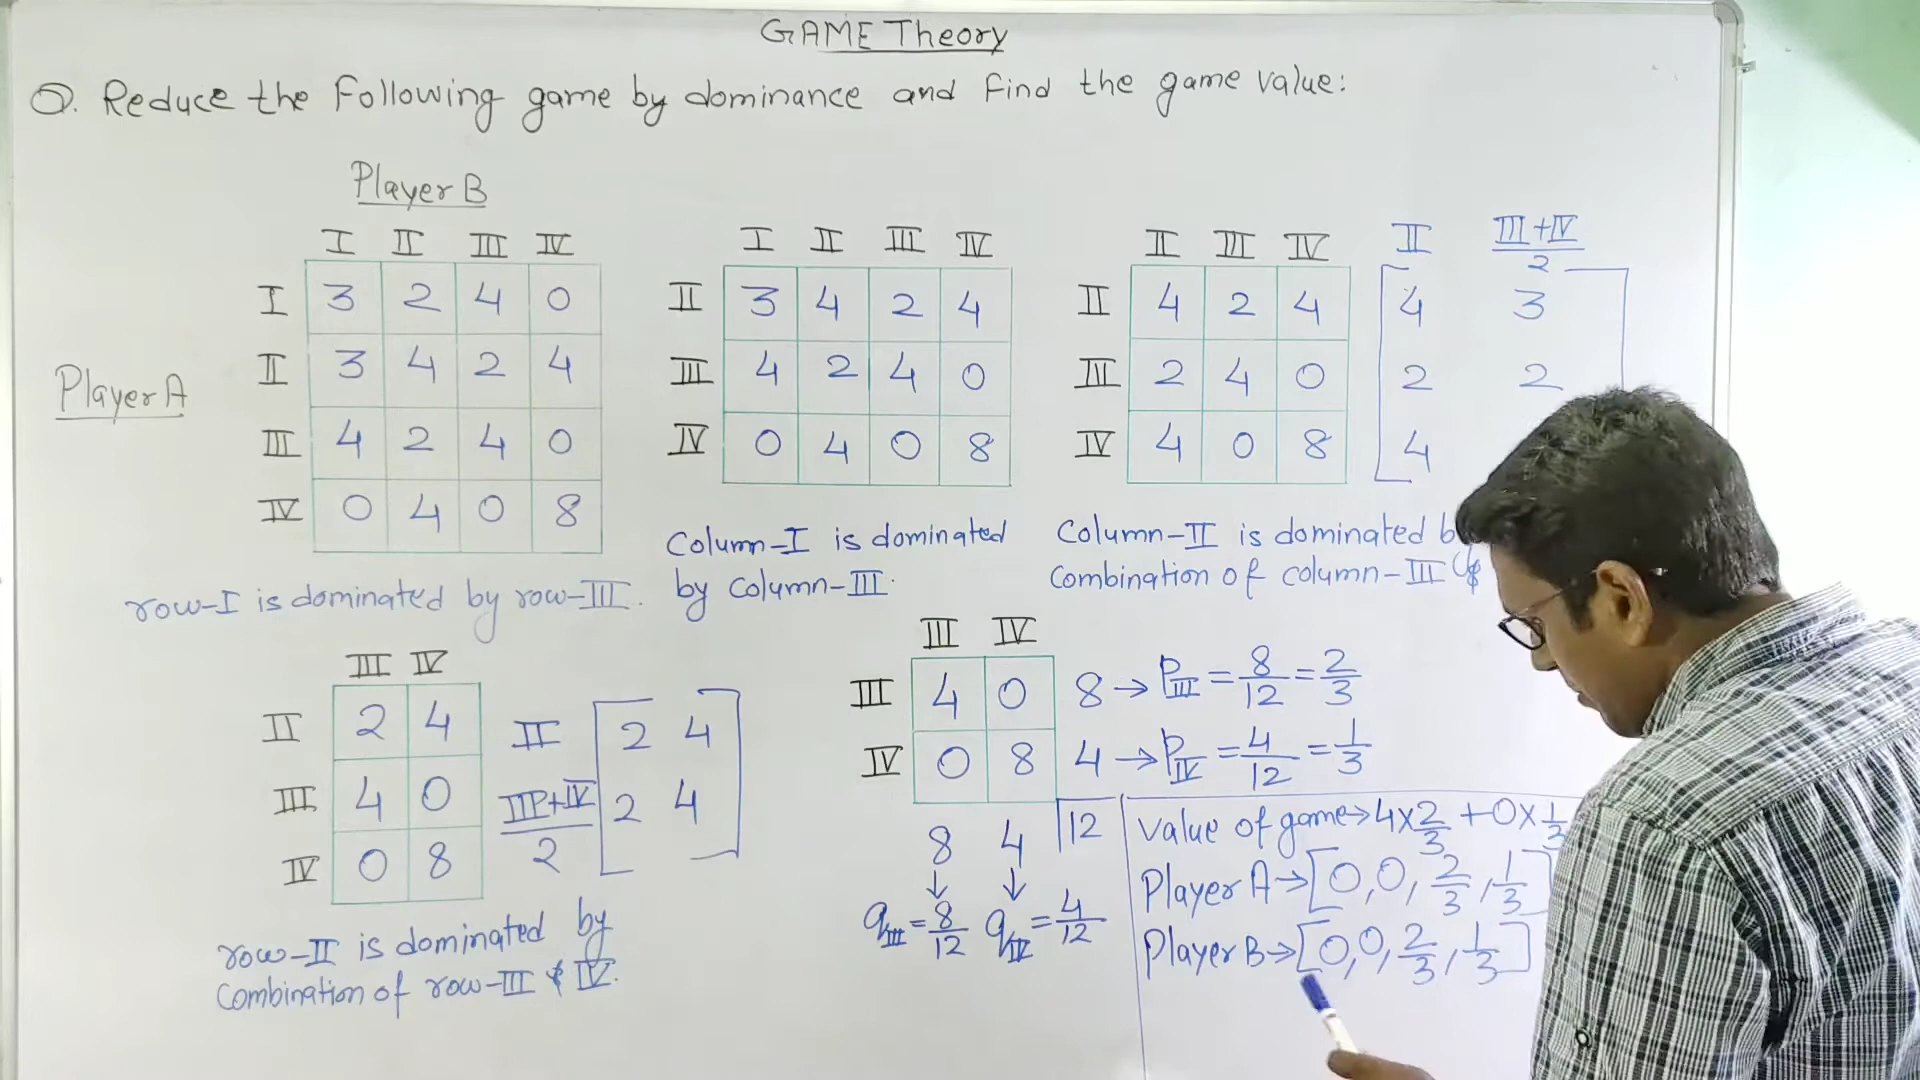 GAME Theory
Q. Reduce the following game by dominance and find the game value:
Player B
I II III IV
I 3 2 4 0
II 3 4 2 4
III 4 2 4 0
IV 0 4 0 8
Player A
row-I is dominated by row-III.
I II III IV
II 3 4 2 4
III 4 2 4 0
IV 0 4 0 8
Column-I is dominated
by column-III.
II III IV
II 4 2 4
III 2 4 0
IV 4 0 8
II III+IV/2
4 3
2 2
4
Column-II is dominated
Combination of column-III &
III IV
II 2 4
III 4 0
IV 0 8
II 2 4
III+IV/2 2 4
row-II is dominated by
Combination of row-III & IV.
III IV
III 4 0 8 → P III = 8/12 = 2/3
IV 0 8 4 → P IV = 4/12 = 1/3
8 4 12
↓ ↓
q III = 8/12 q IV = 4/12
Value of game → 4×2/3 + 0×1/3
Player A → [0,0, 2/3, 1/3]
Player B → [0,0, 2/3, 1/3]